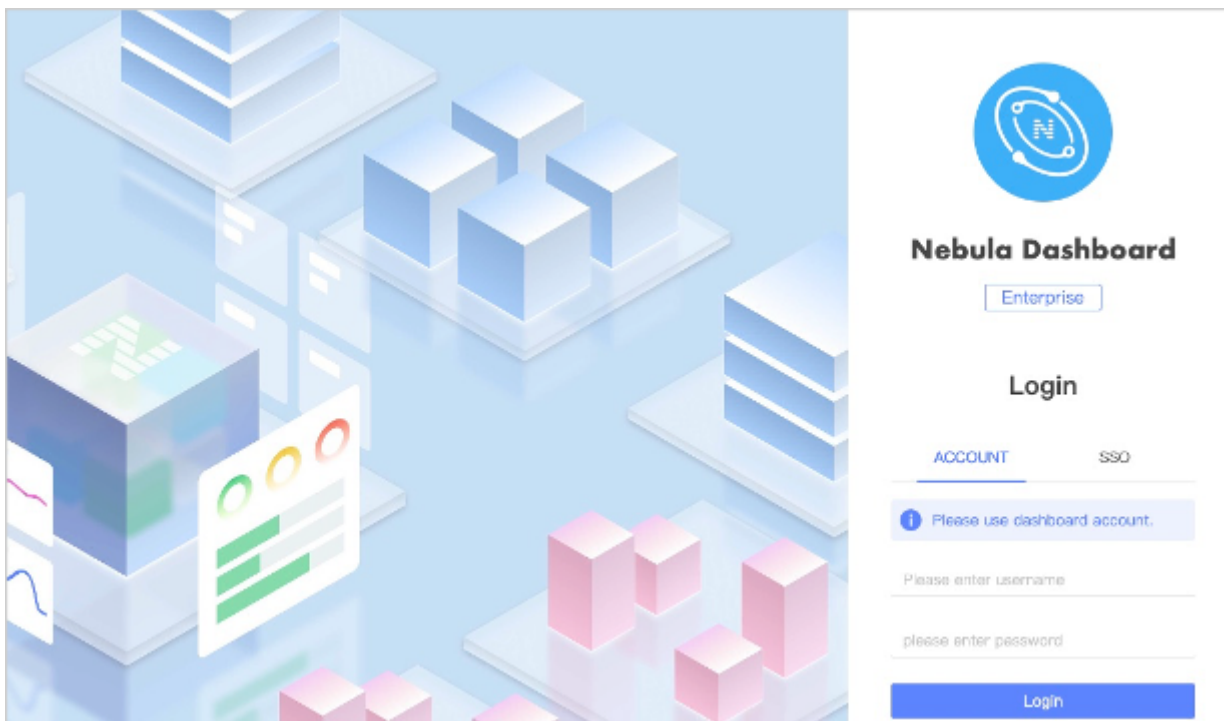 N
Nebula Dashboard
Enterprise
Login
ACCOUNT SSO
Please use dashboard account.
Please enter username
please enter password
Login